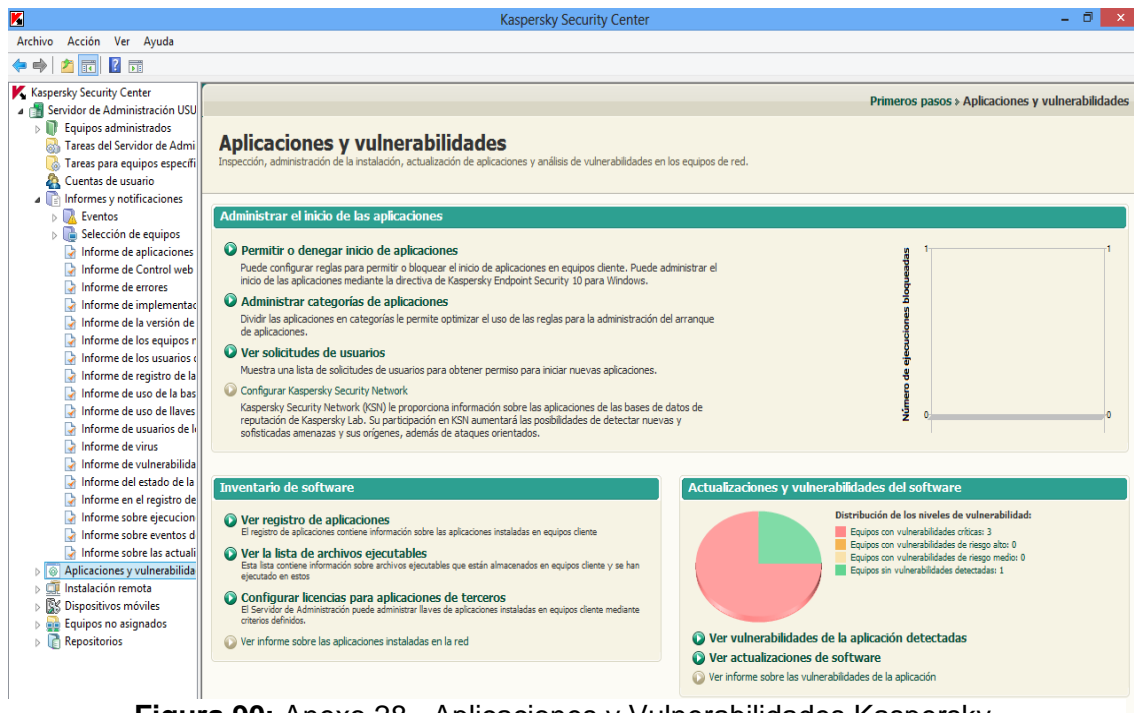 Kaspersky Security Center
Archivo Acción Ver Ayuda
Kaspersky Security Center
Servidor de Administración USU
Equipos administrados
Tareas del Servidor de Admi
Tareas para equipos específi
Cuentas de usuario
Informes y notificaciones
Eventos
Selección de equipos
Informe de aplicaciones
Informe de Control web
Informe de errores
Informe de implementac
Informe de la versión de
Informe de los equipos
Informe de los usuarios
Informe de registro de la
Informe de uso de la bas
Informe de uso de llaves
Informe de usuarios de
Informe de virus
Informe de vulnerabilida
Informe del estado de la
Informe en el registro de
Informe sobre ejecucion
Informe sobre eventos d
Informe sobre las actuali
Aplicaciones y vulnerabilida
Instalación remota
Dispositivos móviles
Equipos no asignados
Repositorios
Primeros pasos » Aplicaciones y vulnerabilidades
Aplicaciones y vulnerabilidades
Inspección, administración de la instalación, actualización de aplicaciones y análisis de vulnerabilidades en los equipos de red.
Administrar el inicio de las aplicaciones
Permitir o denegar inicio de aplicaciones
Puede configurar reglas para permitir o bloquear el inicio de aplicaciones en equipos cliente. Puede administrar el
inicio de las aplicaciones mediante la directiva de Kaspersky Endpoint Security 10 para Windows.
Administrar categorías de aplicaciones
Dividir las aplicaciones en categorías le permite optimizar el uso de las reglas para la administración del arranque
de aplicaciones.
Ver solicitudes de usuarios
Muestra una lista de solicitudes de usuarios para obtener permiso para iniciar nuevas aplicaciones.
Configurar Kaspersky Security Network
Kaspersky Security Network (KSN) le proporciona información sobre las aplicaciones de las bases de datos de
reputación de Kaspersky Lab. Su participación en KSN aumentará las posibilidades de detectar nuevas y
sofisticadas amenazas y sus orígenes, además de ataques orientados.
Número de ejecuciones bloqueadas
1 1
0 0
Inventario de software
Ver registro de aplicaciones
El registro de aplicaciones contiene información sobre las aplicaciones instaladas en equipos cliente
Ver la lista de archivos ejecutables
Esta lista contiene información sobre archivos ejecutables que están almacenados en equipos cliente y se han
ejecutado en estos
Configurar licencias para aplicaciones de terceros
El Servidor de Administración puede administrar llaves de aplicaciones instaladas en equipos cliente mediante
criterios definidos.
Ver informe sobre las aplicaciones instaladas en la red
Actualizaciones y vulnerabilidades del software
Distribución de los niveles de vulnerabilidad:
Equipos con vulnerabilidades críticas: 3
Equipos con vulnerabilidades de riesgo alto: 0
Equipos con vulnerabilidades de riesgo medio: 0
Equipos sin vulnerabilidades detectadas: 1
Ver vulnerabilidades de la aplicación detectadas
Ver actualizaciones de software
Ver informe sobre las vulnerabilidades de la aplicación
Figura 90: Anexo 28 - Aplicaciones y Vulnerabilidades Kaspersky